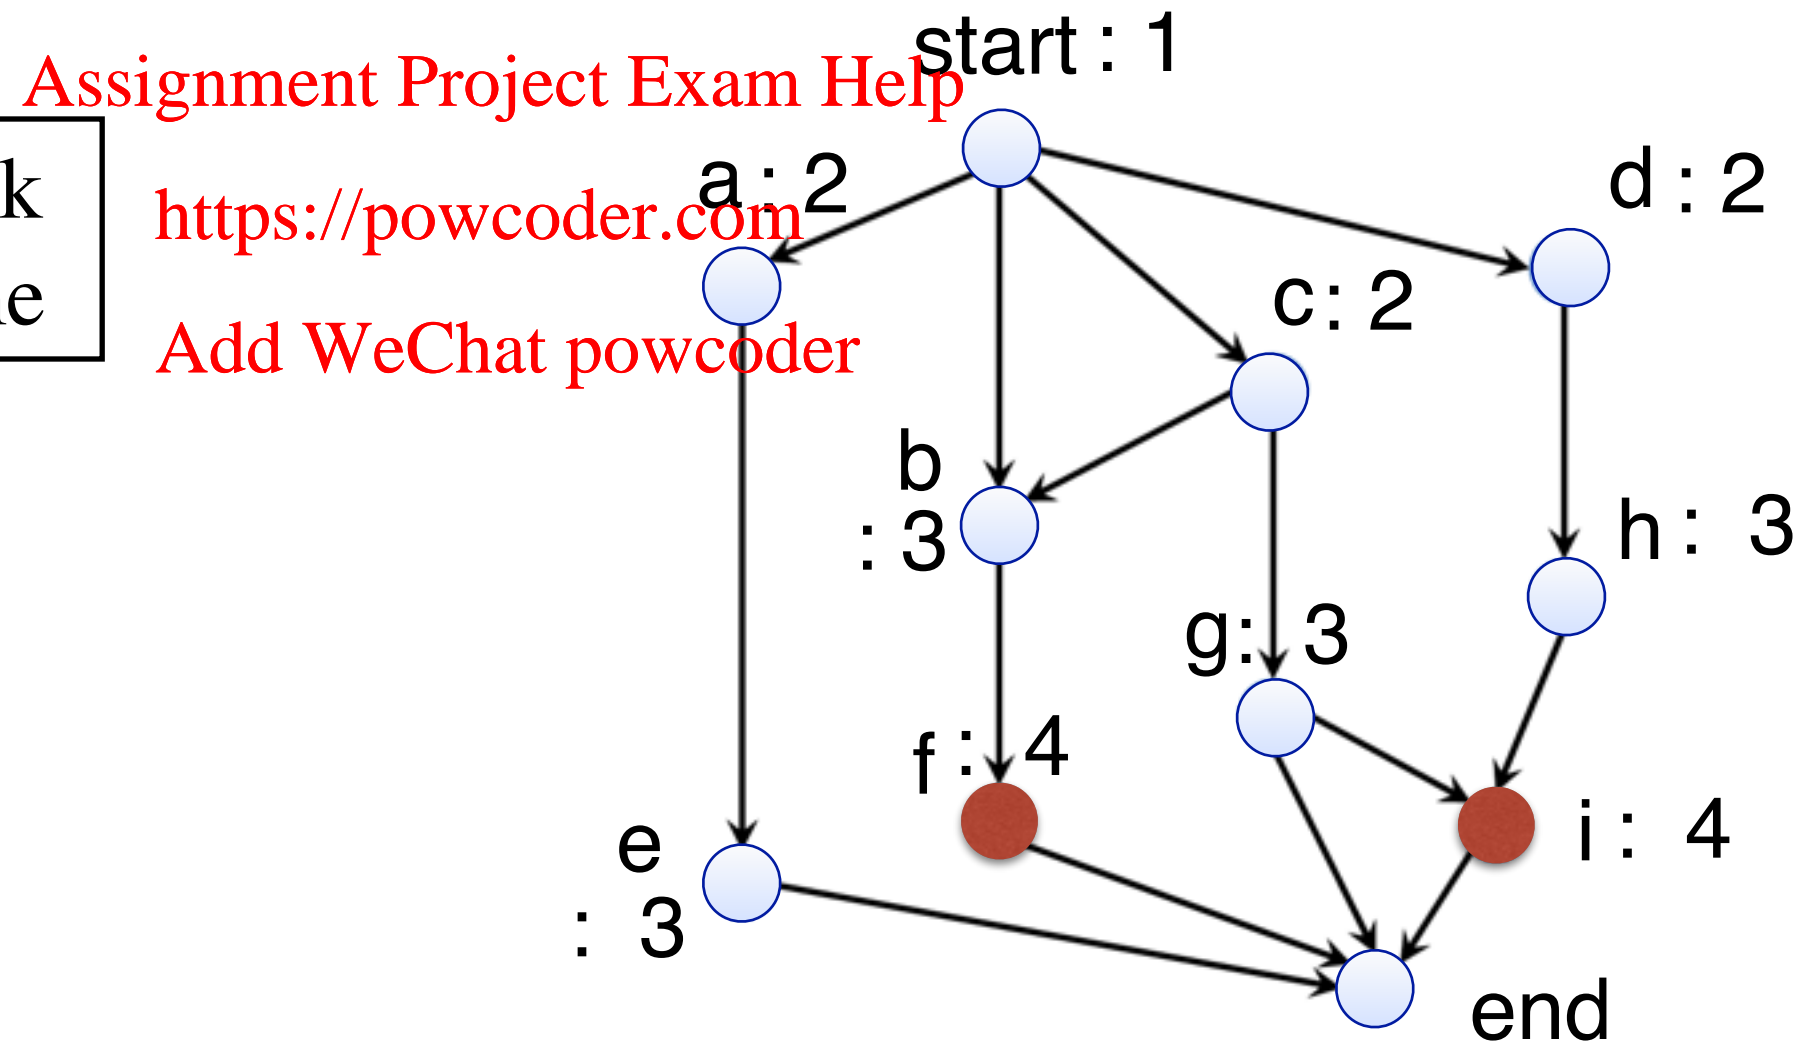 start : 1
Assignment Project Exam Help
k
a : 2
d : 2
https://powcoder.com
c : 2
Add WeChat powcoder
b
: 3
h : 3
g : 3
f : 4
e
: 3
i : 4
end